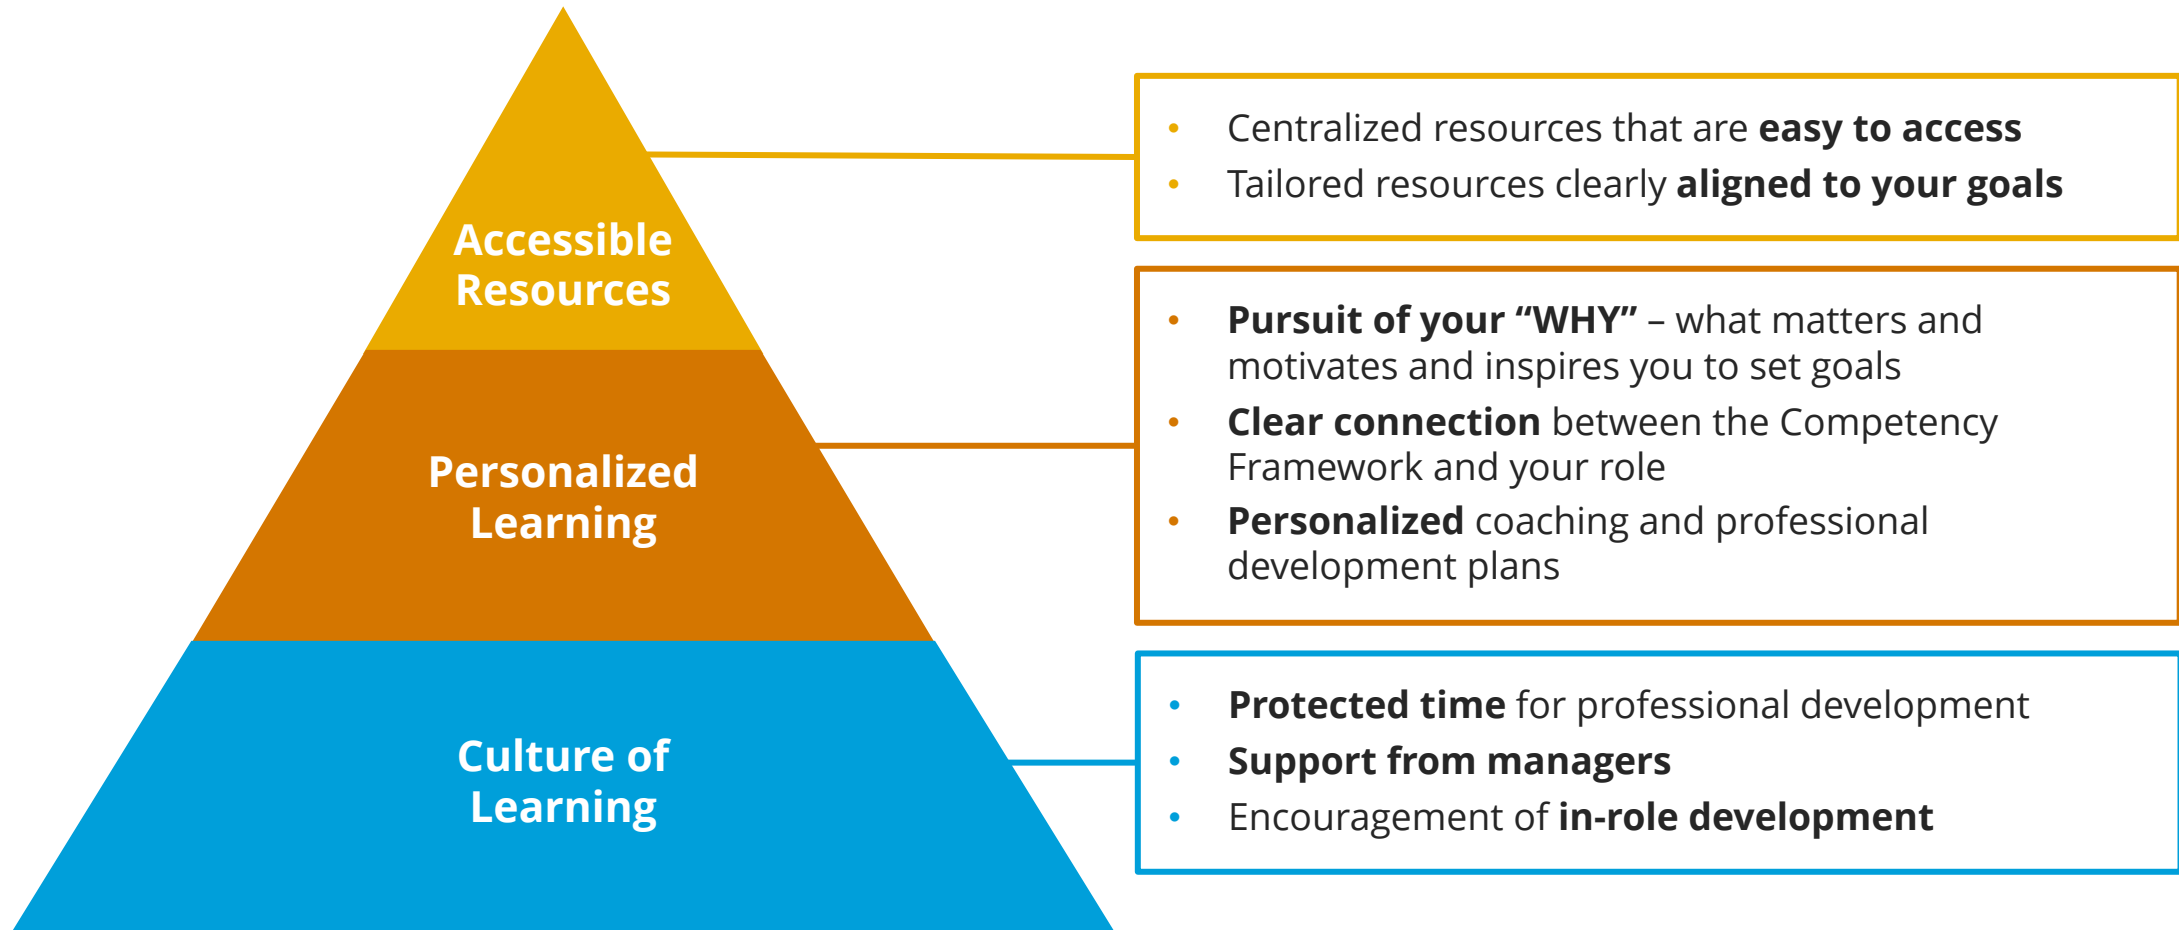 Accessible
Resources
• Centralized resources that are easy to access
• Tailored resources clearly aligned to your goals
Personalized
Learning
• Pursuit of your “WHY” – what matters and
motivates and inspires you to set goals
• Clear connection between the Competency
Framework and your role
• Personalized coaching and professional
development plans
Culture of
Learning
• Protected time for professional development
• Support from managers
• Encouragement of in-role development